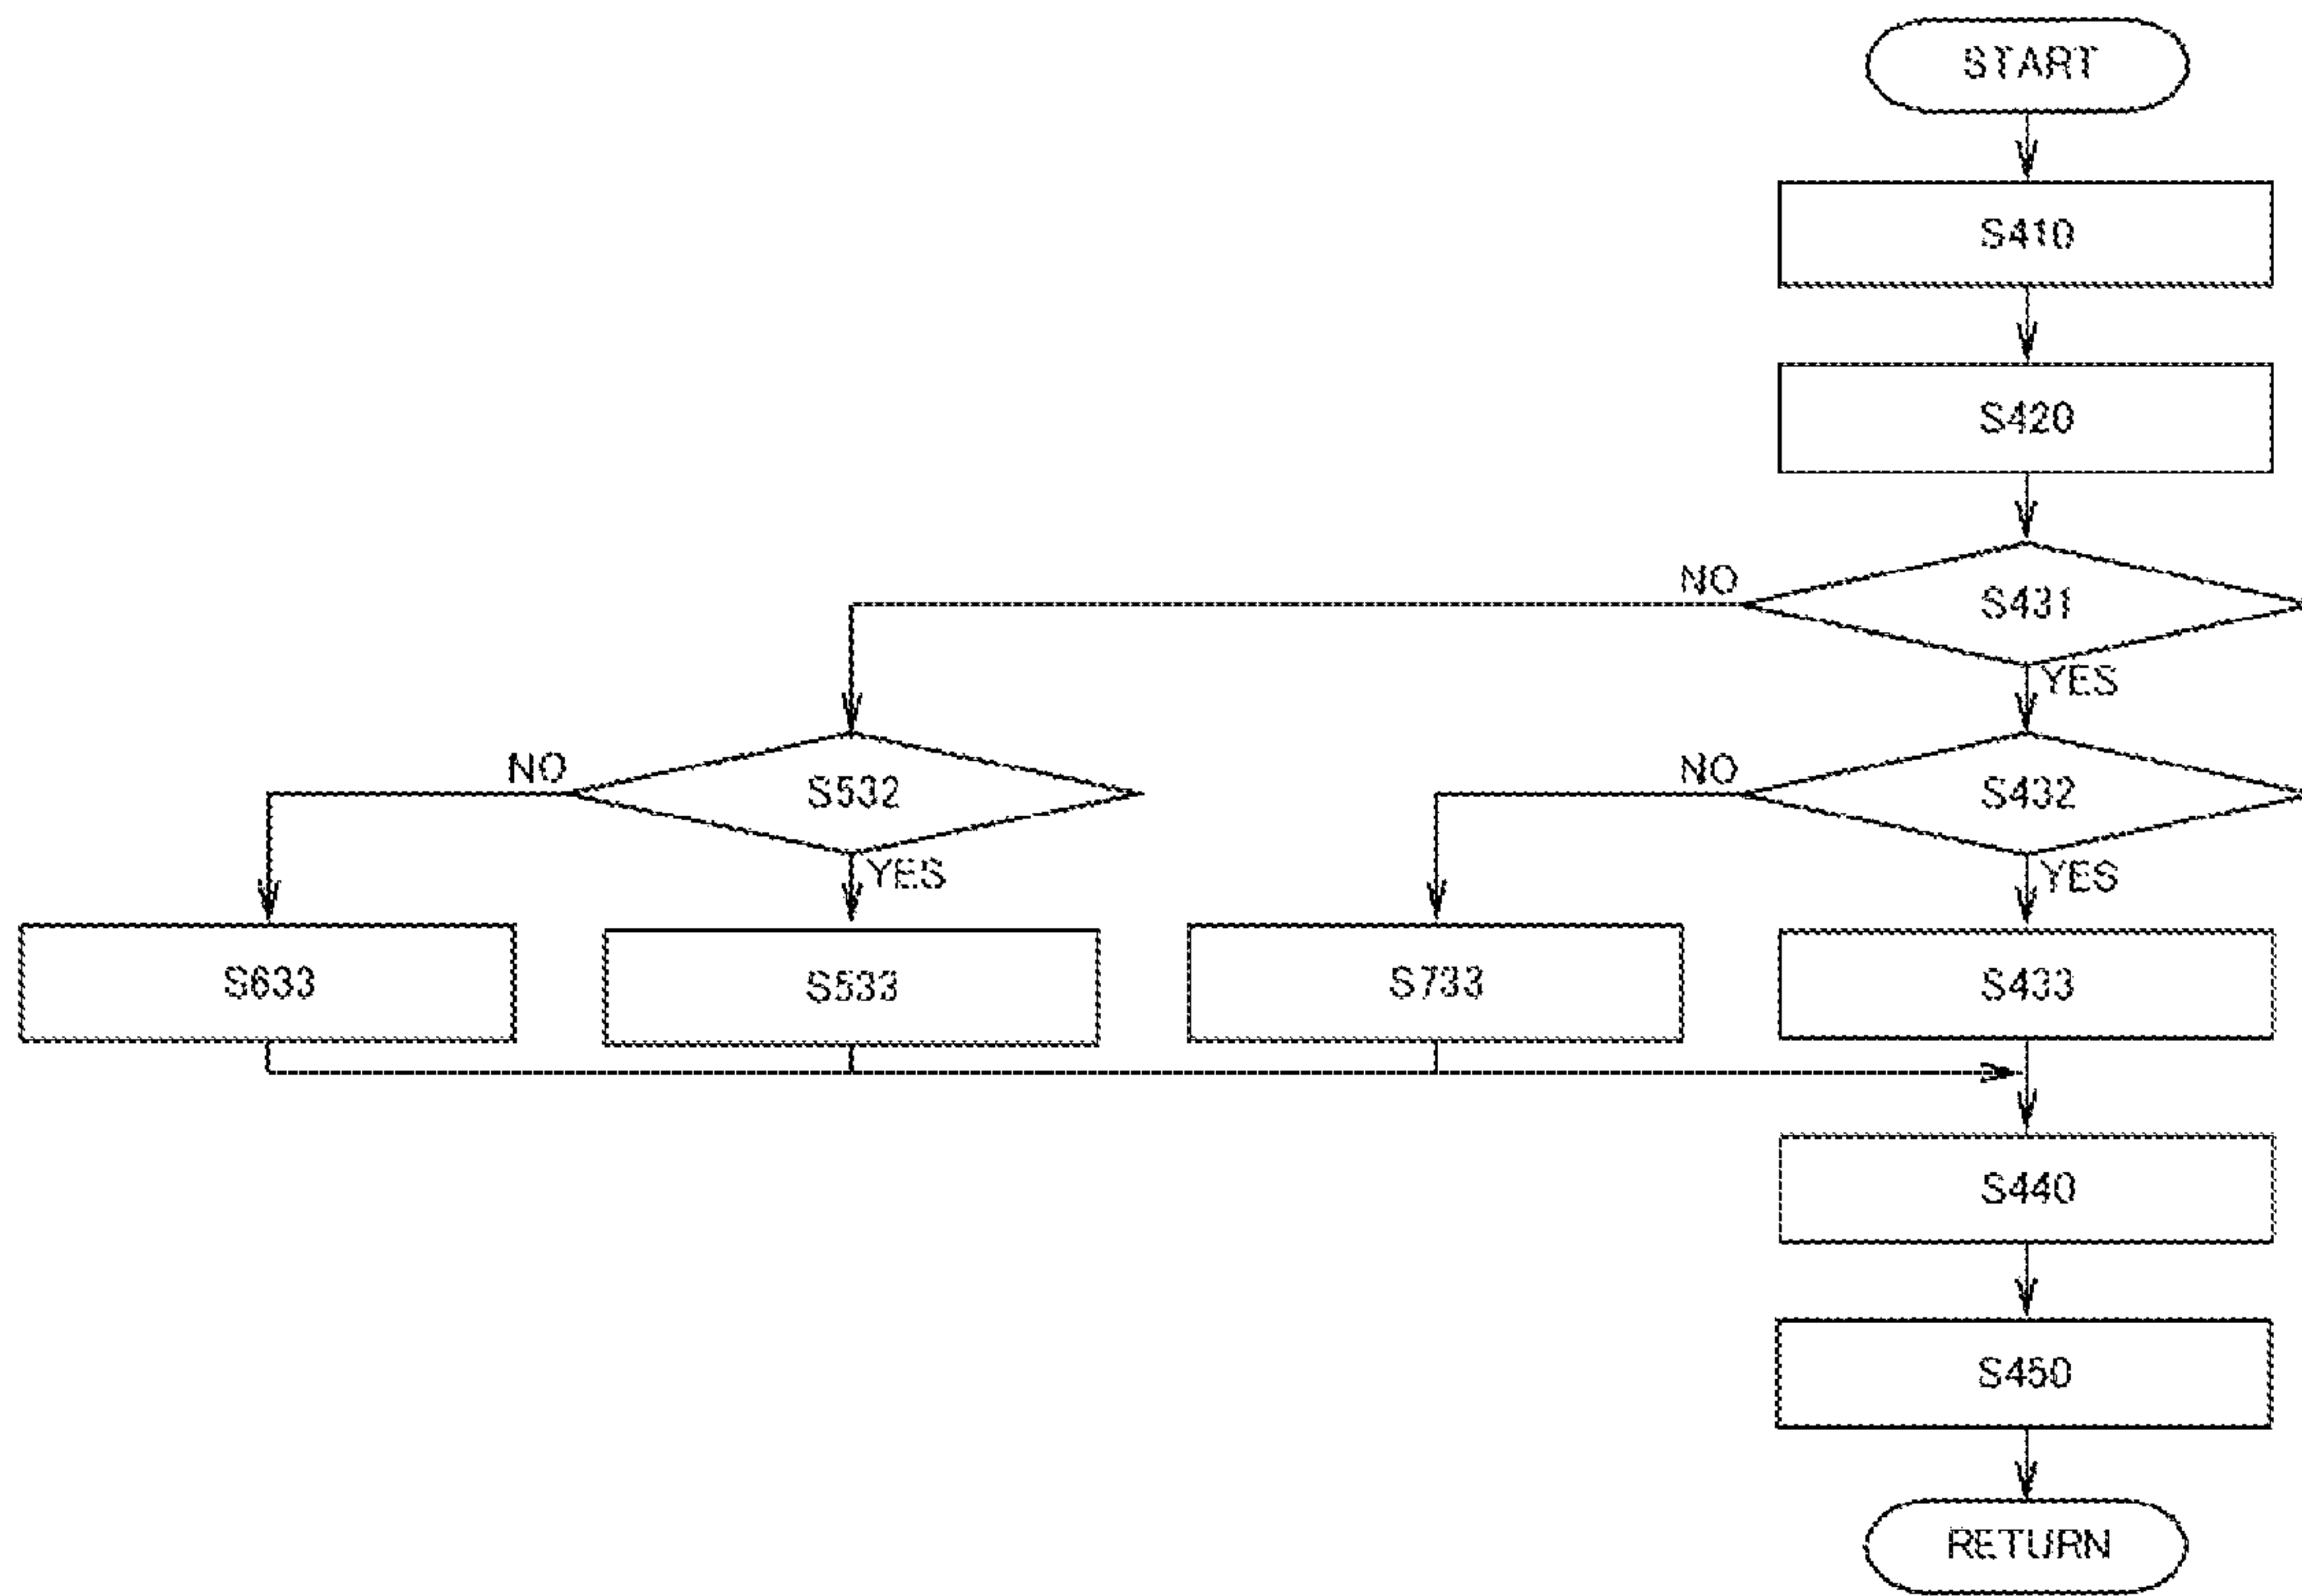 START
S410
S420
NO
S431
YES
NO
S532
YES
NO
S432
YES
S633
S533
S733
S433
S440
S450
RETURN